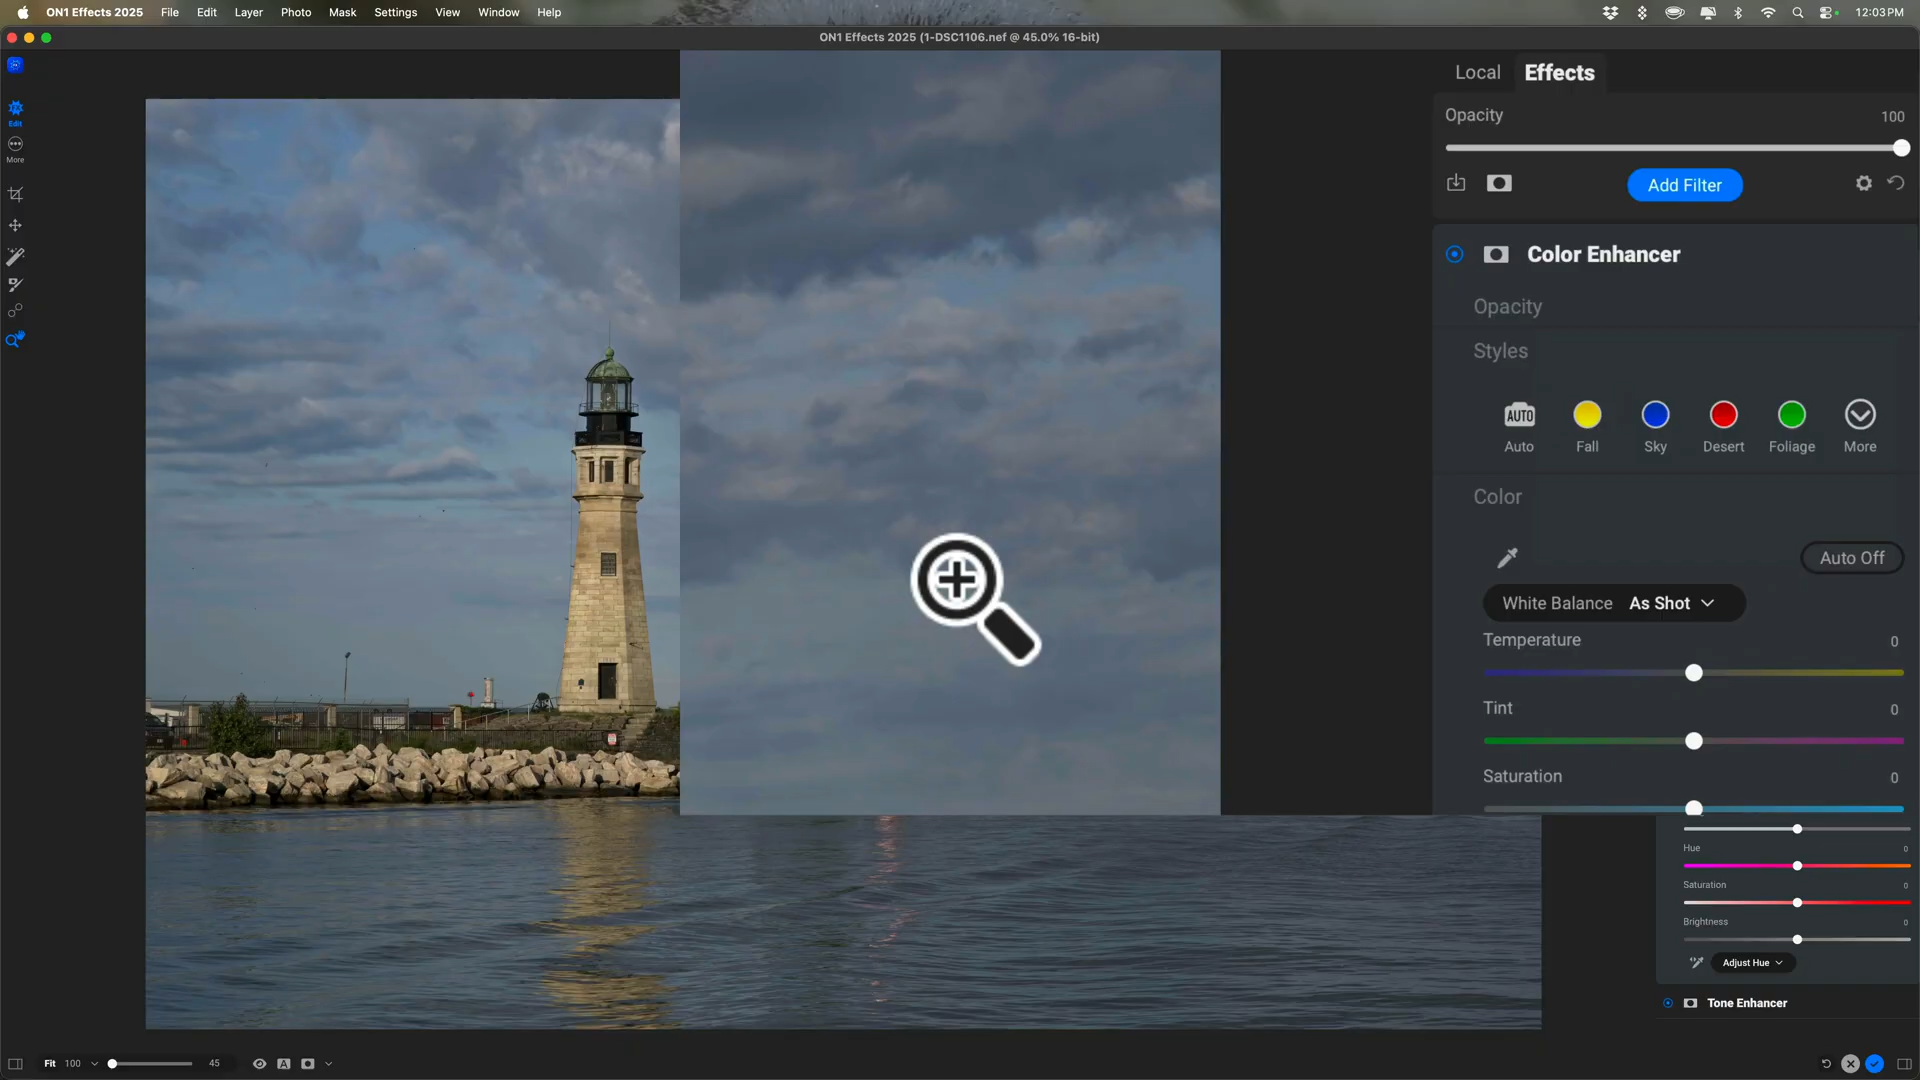 ON1 Effects 2025 File Edit Layer Photo Mask Settings View Window Help 12:03 PM
ON1 Effects 2025 (1-DSC1106.nef @ 45.0% 16-bit)
Edit
More
Local Effects
Opacity 100
Add Filter
Color Enhancer
Opacity
Styles
AUTO
Auto Fall Sky Desert Foliage More
Color
Auto Off
White Balance As Shot
Temperature 0
Tint 0
Saturation 0
Hue 0
Saturation 0
Brightness 0
Adjust Hue
Tone Enhancer
Fit 100 45 A